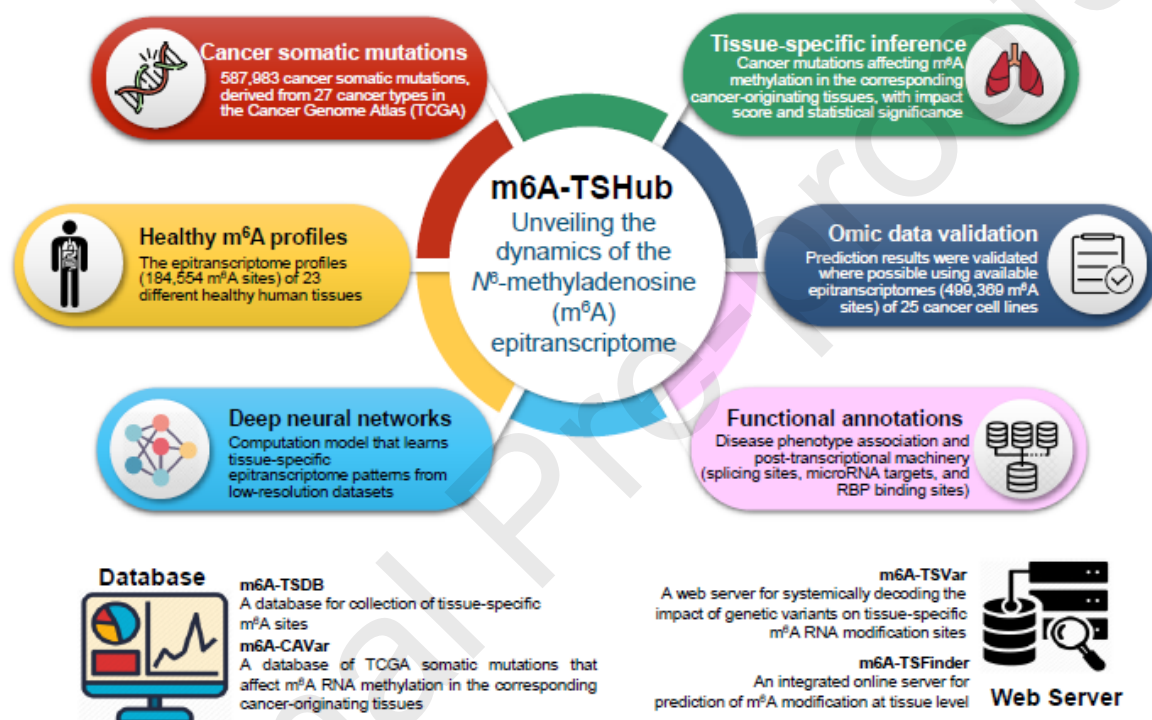 Cancer somatic mutations
587,983 cancer somatic mutations,
derived from 27 cancer types in
the Cancer Genome Atlas (TCGA)
Tissue-specific inference
Cancer mutations affecting m⁶A
methylation in the corresponding
cancer-originating tissues, with impact
score and statistical significance
m6A-TSHub
Unveiling the
dynamics of the
N⁶-methyladenosine
(m⁶A)
epitranscriptome
Healthy m⁶A profiles
The epitranscriptome profiles
(184,554 m⁶A sites) of 23
different healthy human tissues
Omic data validation
Prediction results were validated
where possible using available
epitranscriptomes (499,369 m⁶A
sites) of 25 cancer cell lines
Deep neural networks
Computation model that learns
tissue-specific
epitranscriptome patterns from
low-resolution datasets
Functional annotations
Disease phenotype association and
post-transcriptional machinery
(splicing sites, microRNA targets, and
RBP binding sites)
Database
m6A-TSDB
A database for collection of tissue-specific
m⁶A sites
m6A-CAVar
A database of TCGA somatic mutations that
affect m⁶A RNA methylation in the corresponding
cancer-originating tissues
m6A-TSVar
A web server for systemically decoding the
impact of genetic variants on tissue-specific
m⁶A RNA modification sites
m6A-TSFinder
An integrated online server for
prediction of m⁶A modification at tissue level
Web Server